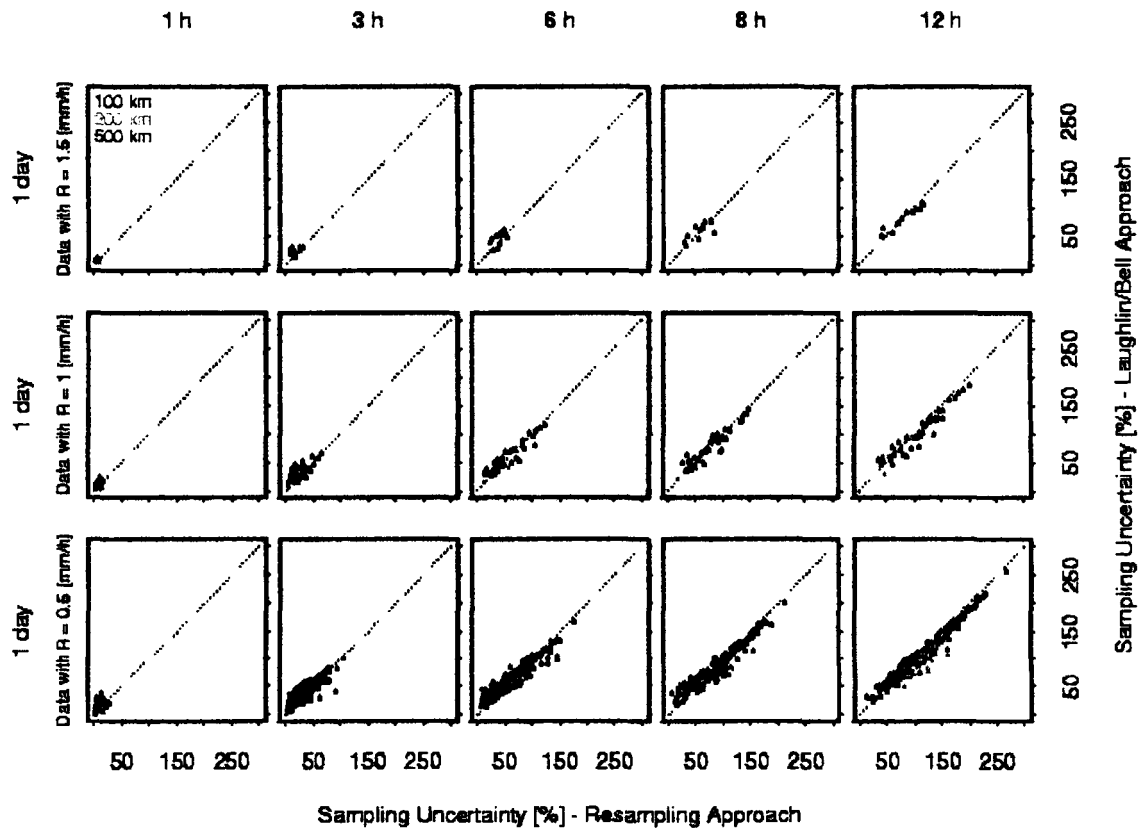 1 h 3 h 6 h 8 h 12 h
100 km
200 km
500 km
1 day
Data with R = 1.5 [mm/h]
50 150 250
1 day
Data with R = 1 [mm/h]
50 150 250
1 day
Data with R = 0.5 [mm/h]
50 150 250
Sampling Uncertainty [%] - Laughlin/Bell Approach
50 150 250 50 150 250 50 150 250 50 150 250 50 150 250
Sampling Uncertainty [%] - Resampling Approach